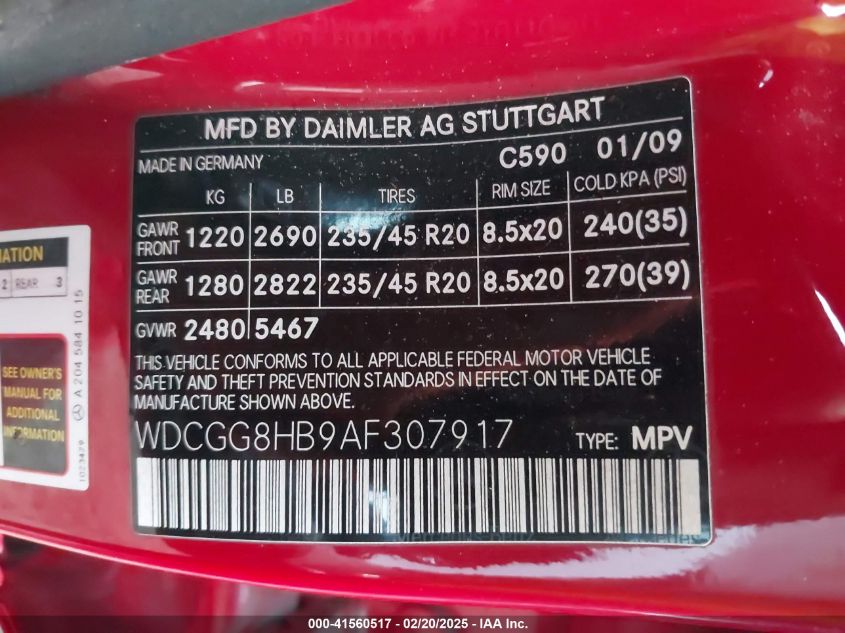 MFD BY DAIMLER AG STUTTGART
MADE IN GERMANY C590 01/09
KG LB TIRES RIM SIZE COLD KPA (PSI)
GAWR FRONT 1220 2690 235/45 R20 8.5x20 240(35)
GAWR REAR 1280 2822 235/45 R20 8.5x20 270(39)
GVWR 2480 5467
THIS VEHICLE CONFORMS TO ALL APPLICABLE FEDERAL MOTOR VEHICLE
SAFETY AND THEFT PREVENTION STANDARDS IN EFFECT ON THE DATE OF
MANUFACTURE SHOWN ABOVE.
WDCGG8HB9AF307917 TYPE: MPV
MATION
2 REAR 3
SEE OWNER'S
MANUAL FOR
ADDITIONAL
INFORMATION
A 204 584 10 15
1023479
000-41560517 - 02/20/2025 - IAA Inc.